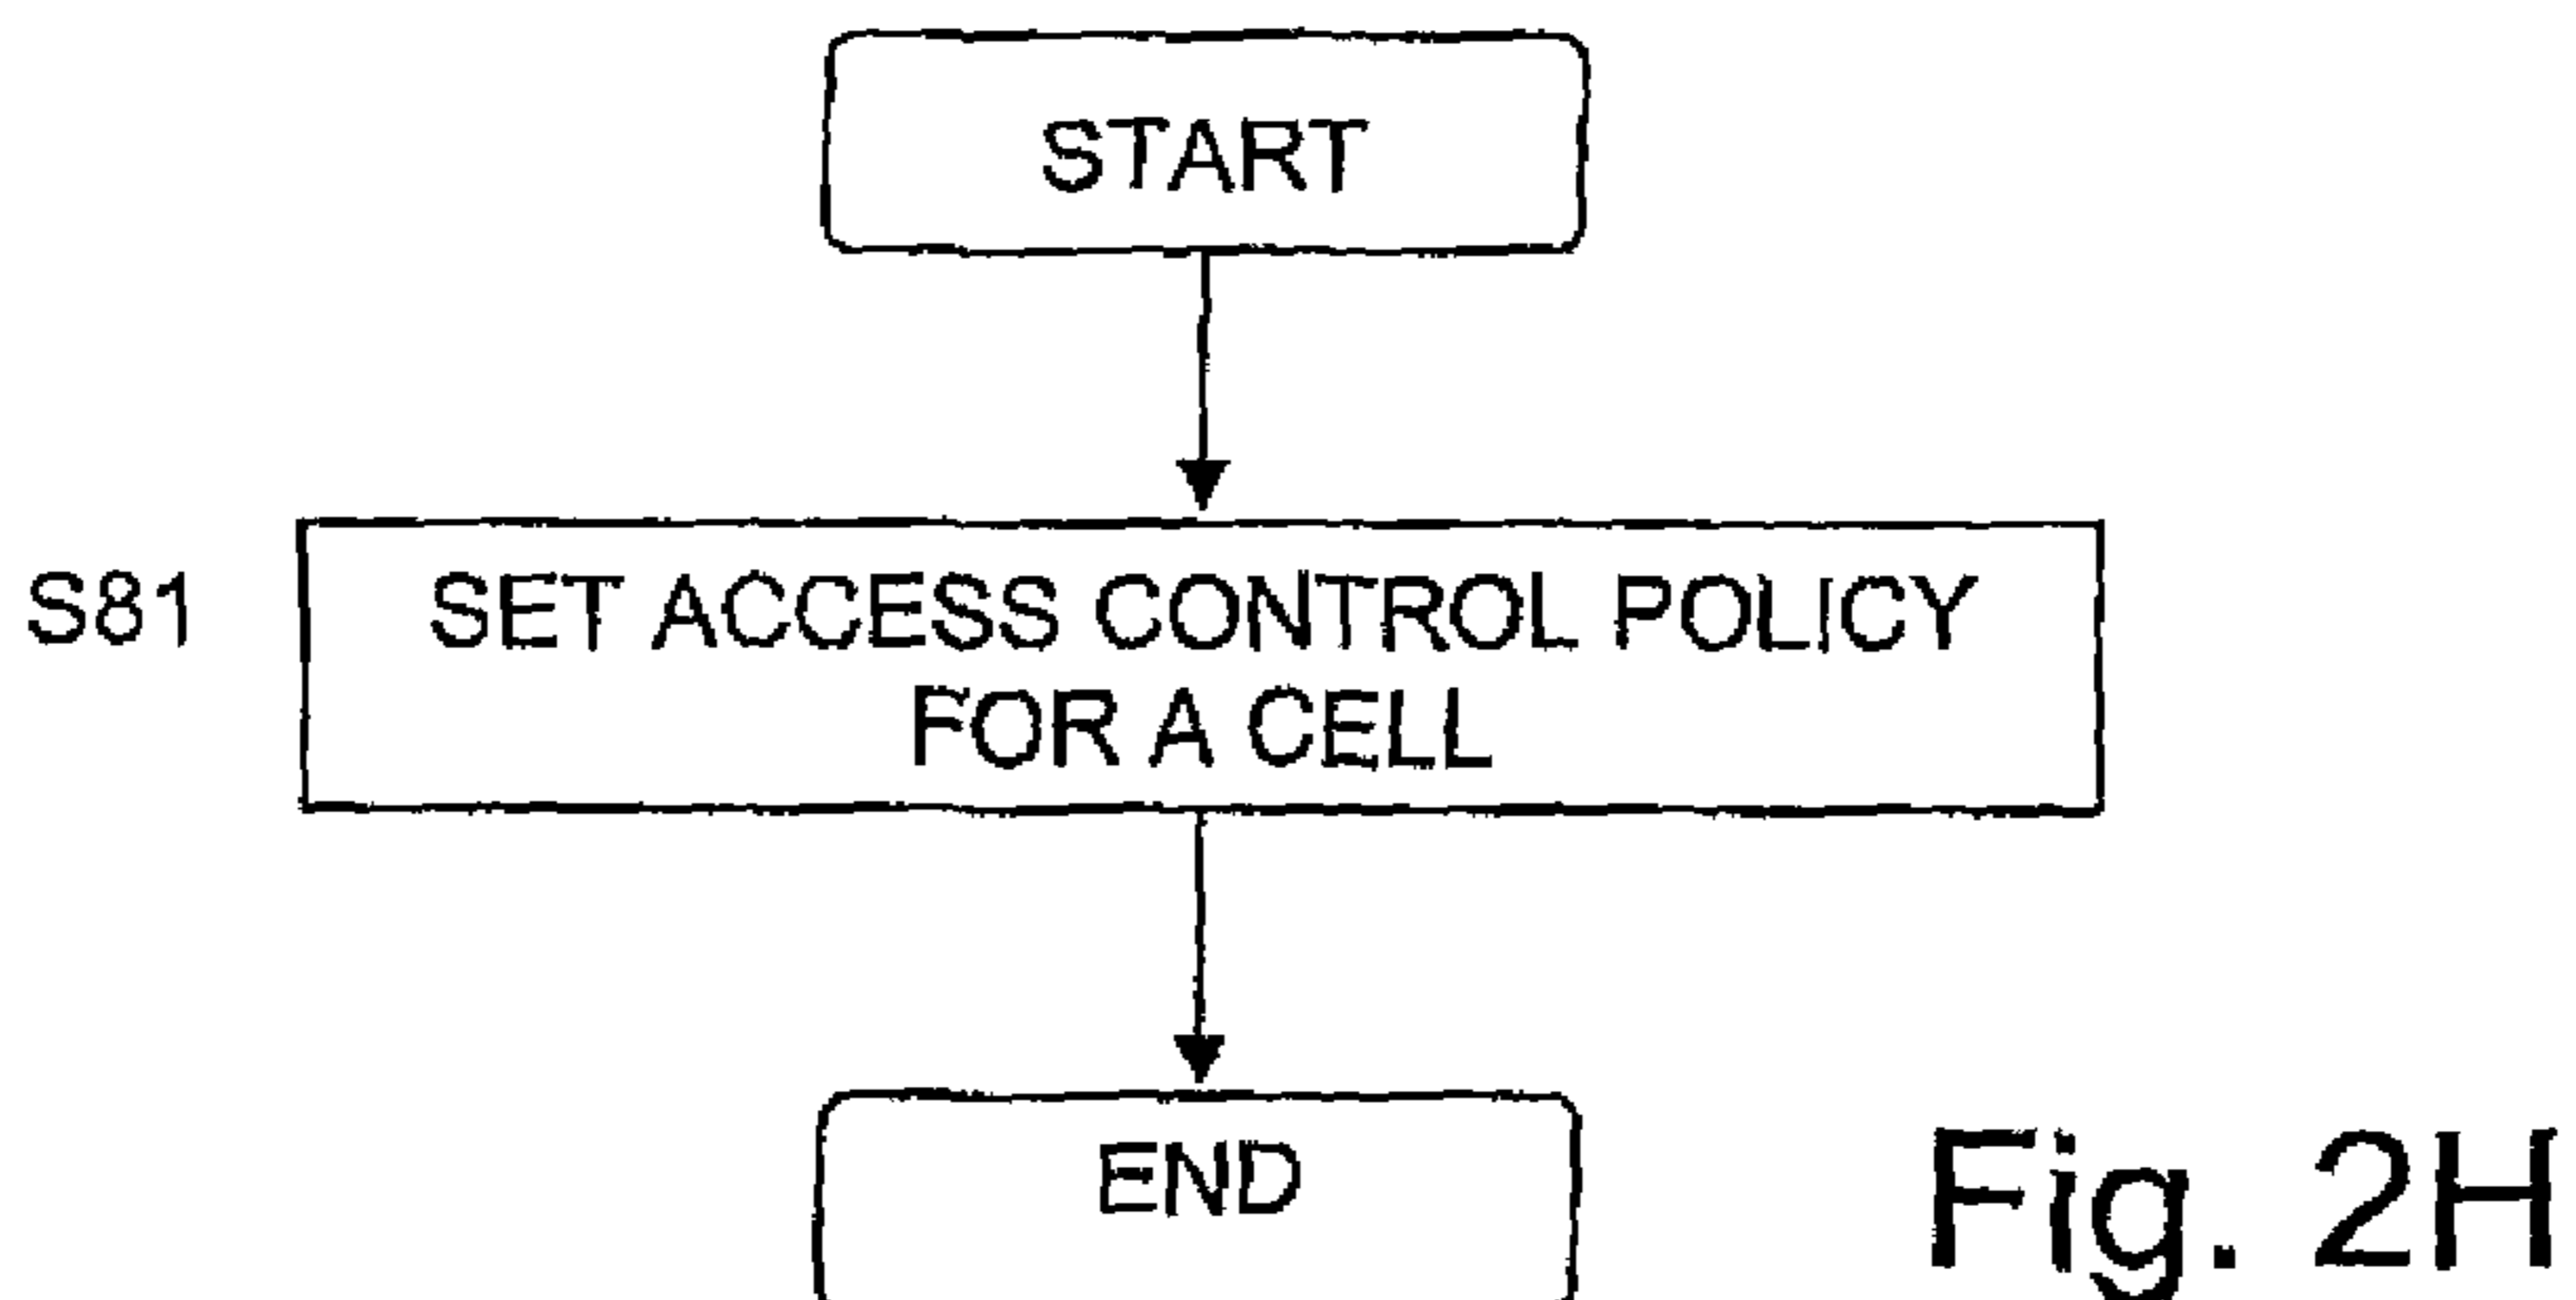 START
S81
SET ACCESS CONTROL POLICY
FOR A CELL
END
Fig. 2H